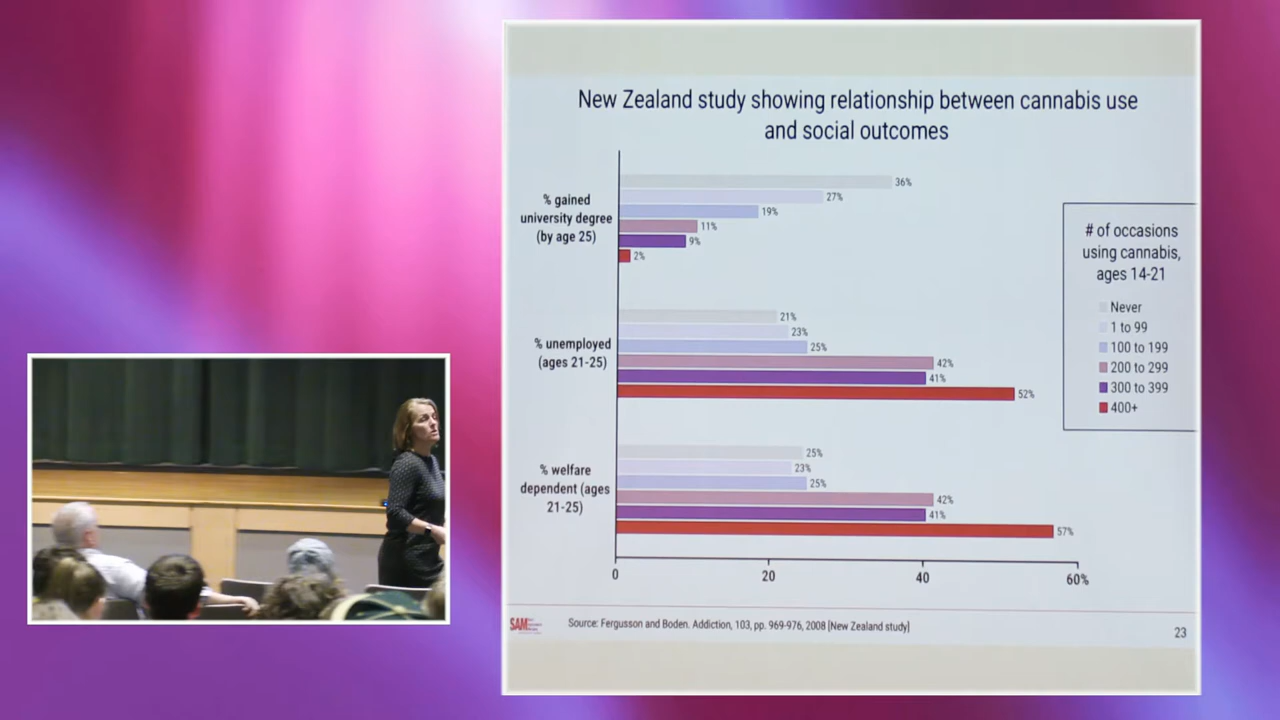 New Zealand study showing relationship between cannabis use
and social outcomes
% gained
university degree
(by age 25)
36%
27%
19%
11%
9%
2%
% unemployed
(ages 21-25)
21%
23%
25%
42%
41%
52%
% welfare
dependent (ages
21-25)
25%
23%
25%
42%
41%
57%
0
20
40
60%
# of occasions
using cannabis,
ages 14-21
Never
1 to 99
100 to 199
200 to 299
300 to 399
400+
SAM
Source: Fergusson and Boden. Addiction, 103, pp. 969-976, 2008 [New Zealand study]
23